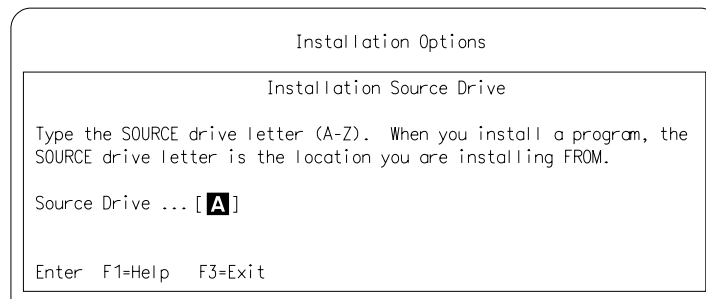 Installation Options
Installation Source Drive
Type the SOURCE drive letter (A-Z). When you install a program, the
SOURCE drive letter is the location you are installing FROM.
Source Drive ... [A]
Enter F1=Help F3=Exit